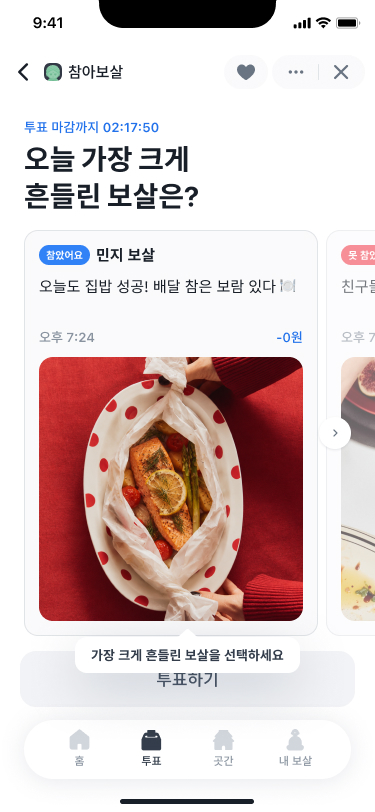 9:41
참아보살
투표 마감까지 02:17:50
오늘 가장 크게
흔들린 보살은?
참았어요 민지 보살
오늘도 집밥 성공! 배달 참은 보람 있다 🍽️
오후 7:24 -0원
못 참았
친구들
오후 7
가장 크게 흔들린 보살을 선택하세요
투표하기
홈 투표 곳간 내 보살